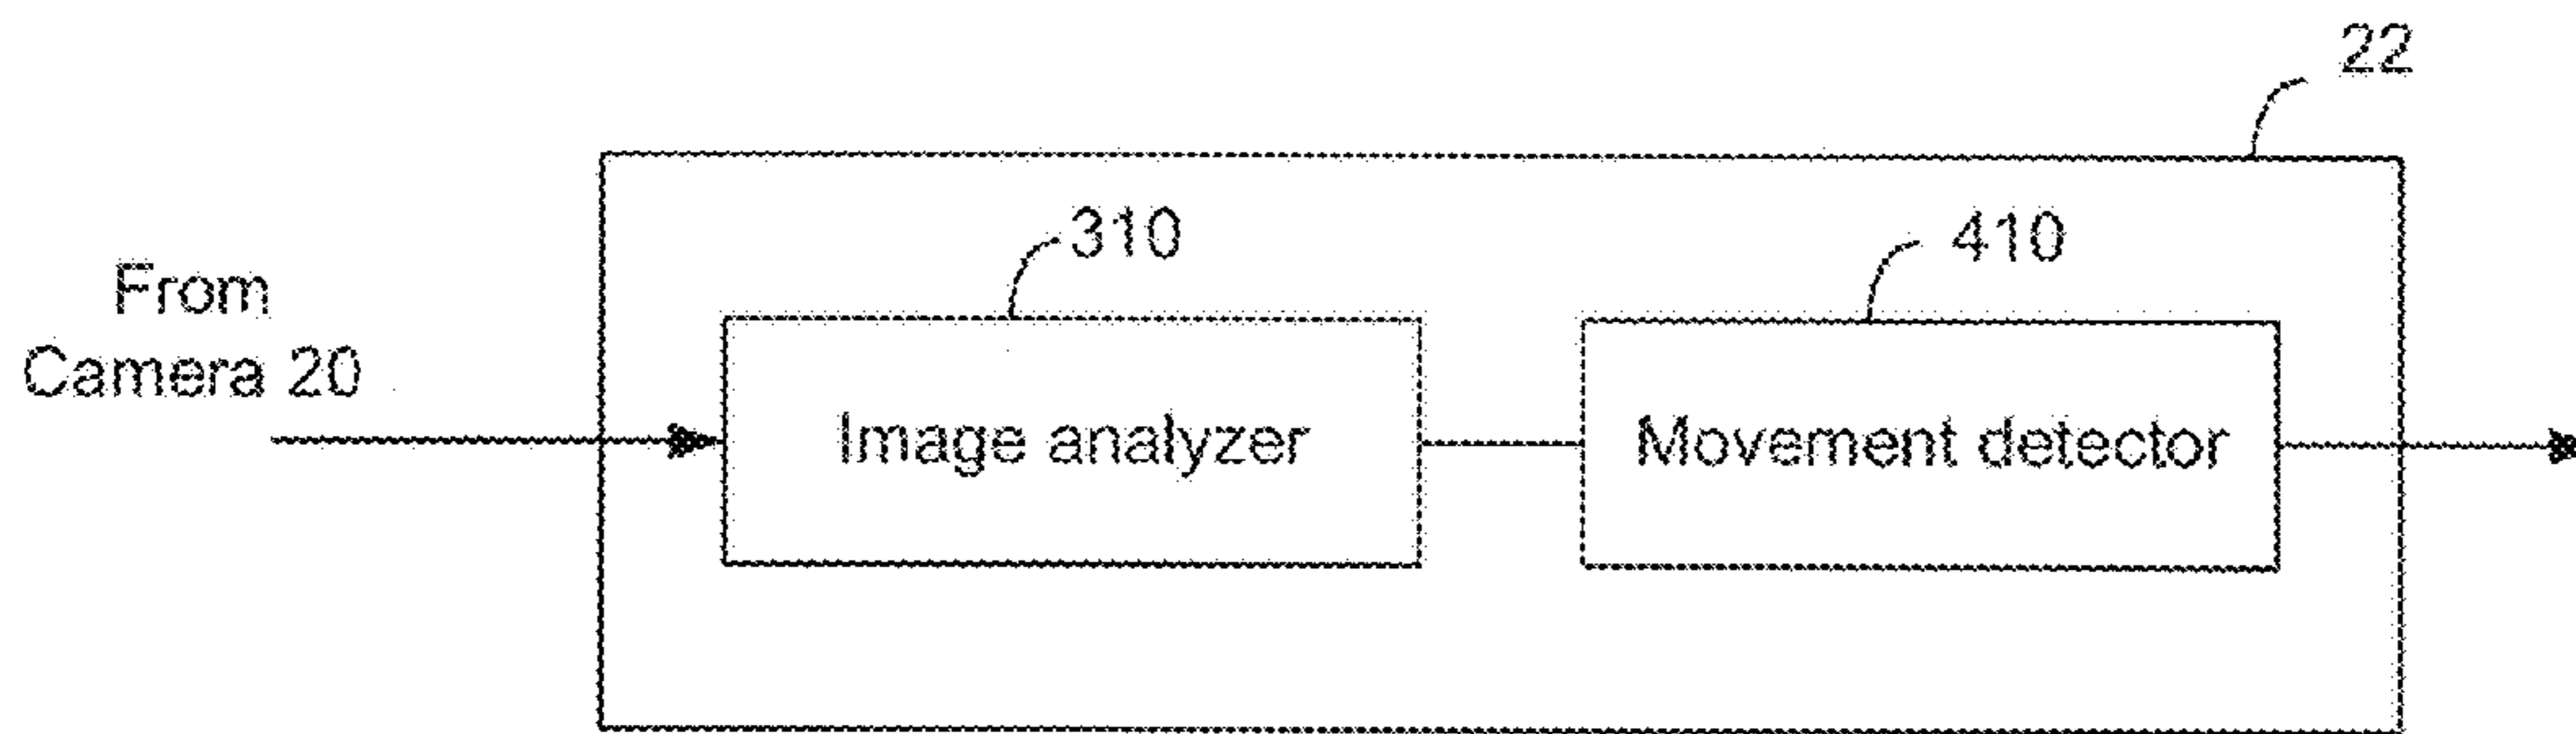 22
310
410
From
Camera 20
Image analyzer
Movement detector